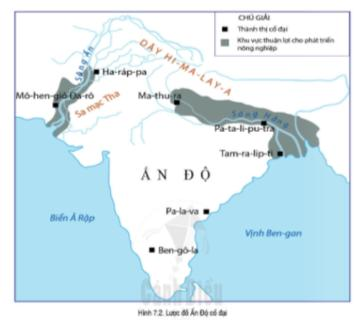 CHÚ GIẢI
Thành thị cổ đại
Khu vực thuận lợi cho phát triển
nông nghiệp
Sông Ấn
DÃY HI-MA-LAY-A
Ha-ráp-pa
Mô-hen-giô Đa-rô
Sa mạc Tha
Ma-thu-ra
Sông Hằng
Pa-ta-li-pu-tra
Tam-ra-lip-ti
ẤN ĐỘ
Biển Ả Rập
Pa-la-va
Vịnh Ben-gan
Ben-gô-la
Cánh Diều
Hình 7.2. Lược đồ Ấn Độ cổ đại